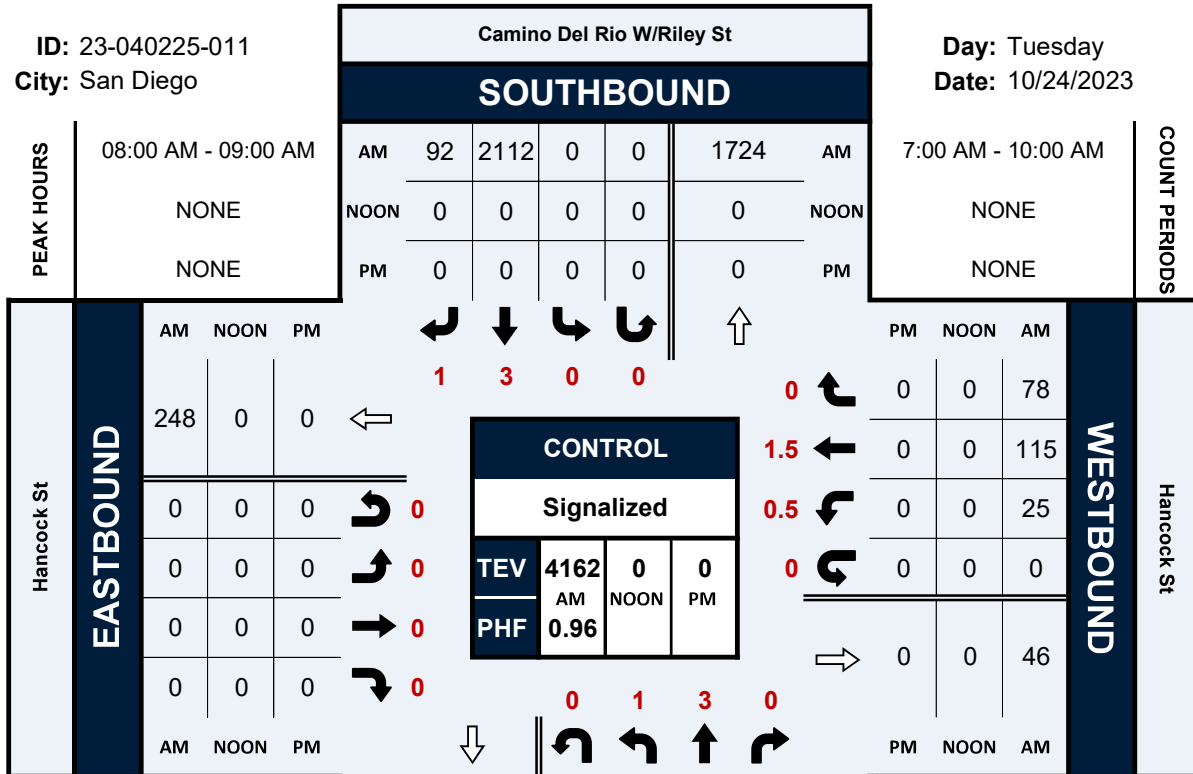 Camino Del Rio W/Riley St
ID: 23-040225-011
Day: Tuesday
City: San Diego
SOUTHBOUND
Date: 10/24/2023
PEAK HOURS
08:00 AM - 09:00 AM
AM 92 2112 0 0 1724 AM
7:00 AM - 10:00 AM
COUNT PERIODS
NONE
NOON 0 0 0 0 0 NOON
NONE
NONE
PM 0 0 0 0 0 PM
NONE
AM NOON PM
PM NOON AM
1 3 0 0
0 0 0 78
248 0 0
CONTROL
1.5 0 0 115
Hancock St
EASTBOUND
0 0 0 0
Signalized
0.5 0 0 25
WESTBOUND
Hancock St
0 0 0 0
TEV 4162 0 0
0 0 0 0
AM NOON PM
0 0 0 0
PHF 0.96
0 0 46
0 0 0 0
0 1 3 0
AM NOON PM
PM NOON AM